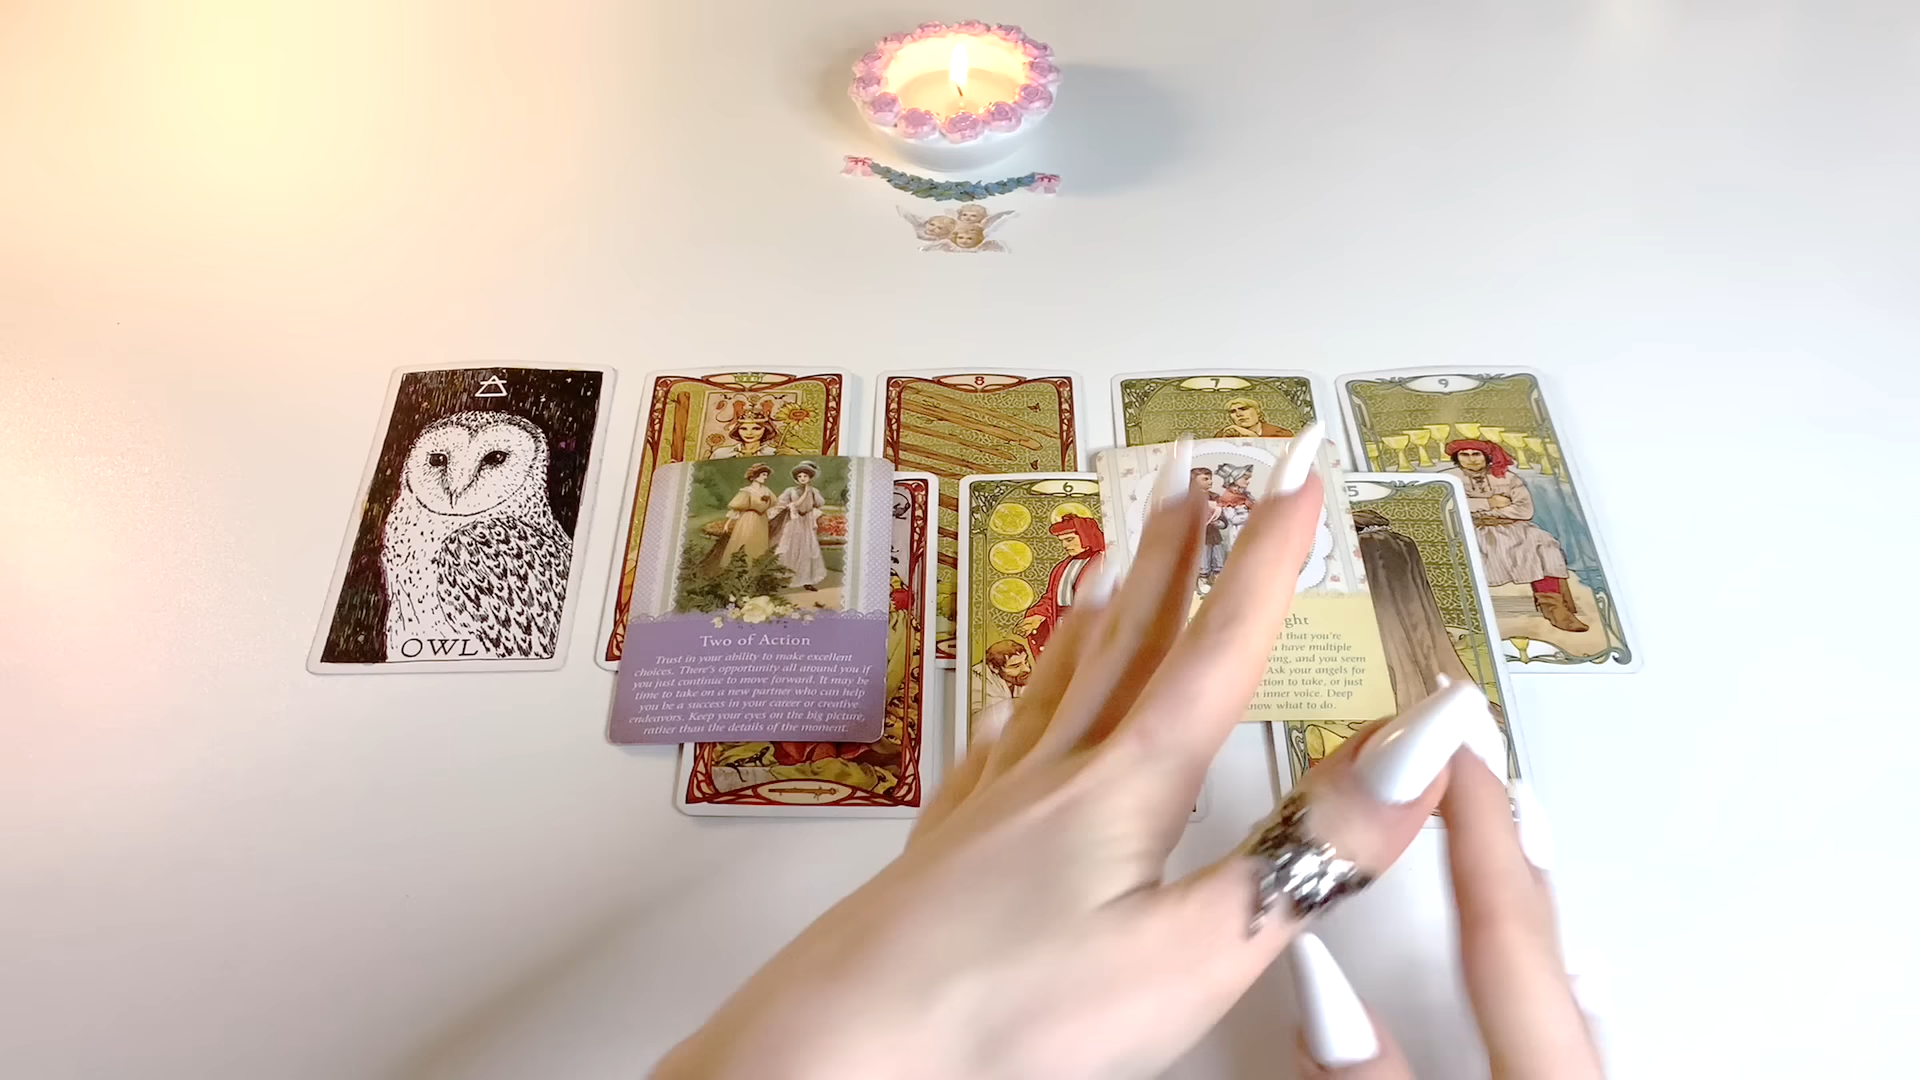 8
7
9
6
5
OWL
Two of Action
Trust in your ability to make excellent
choices. There's opportunity all around you if
you just continue to move forward. It may be
time to take on a new partner who can help
you be a success in your career or creative
endeavors. Keep your eyes on the big picture,
rather than the details of the moment.
that you're
have multiple
and you seem
Ask your angels for
to take, or just
inner voice. Deep
know what to do.